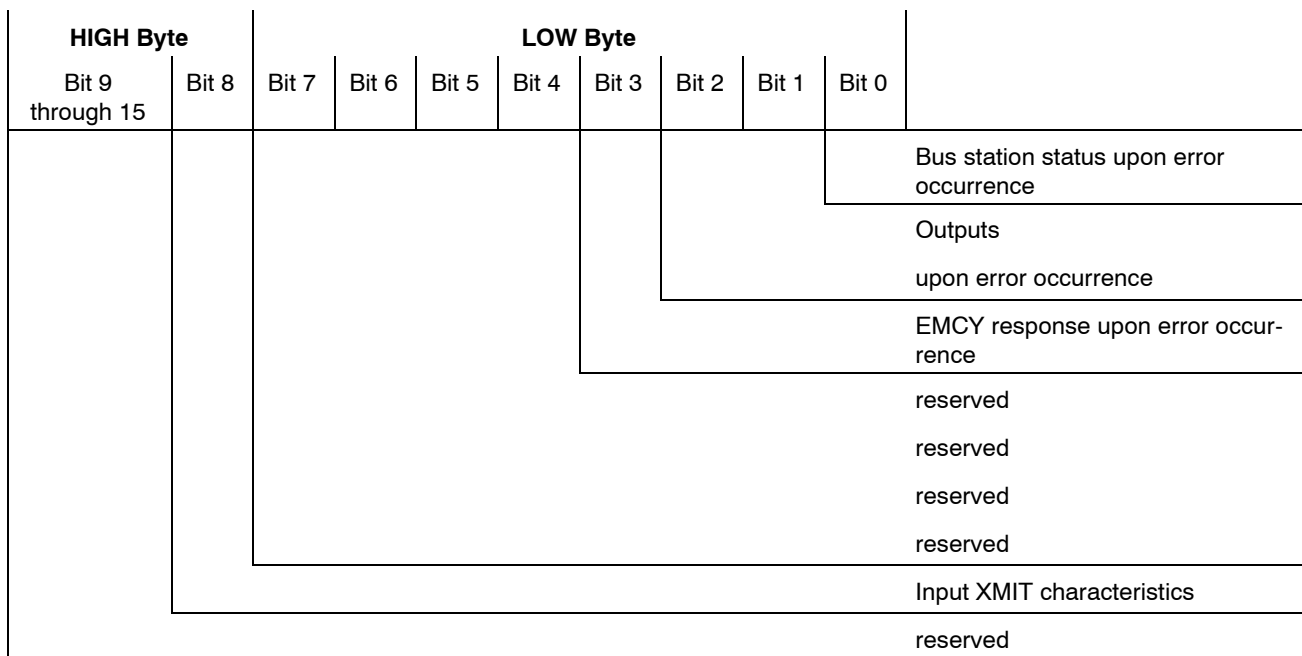 HIGH Byte LOW Byte
Bit 9 Bit 8 Bit 7 Bit 6 Bit 5 Bit 4 Bit 3 Bit 2 Bit 1 Bit 0
through 15
Bus station status upon error
occurrence
Outputs
upon error occurrence
EMCY response upon error occur-
rence
reserved
reserved
reserved
reserved
Input XMIT characteristics
reserved